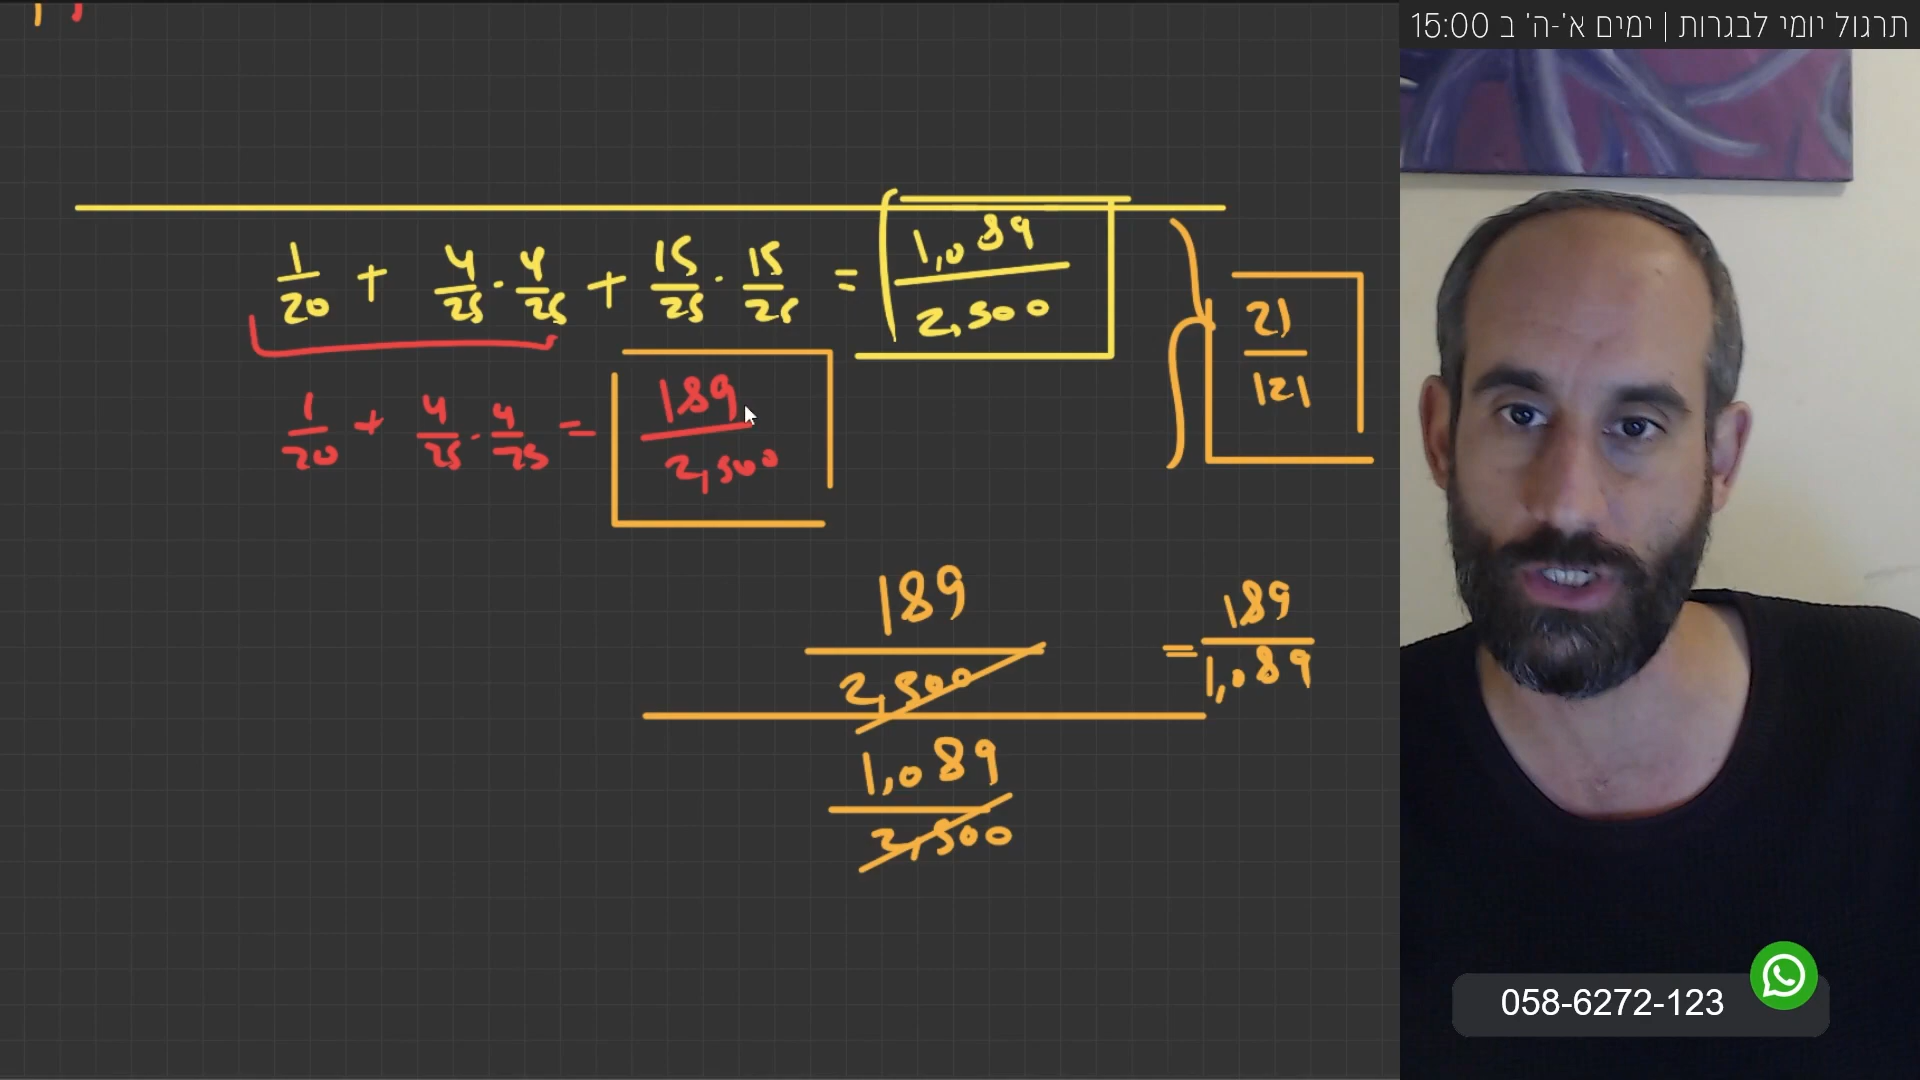 תרגול יומי לבגרות | ימים א'-ה' ב 15:00
1/20 + 4/25 · 4/25 + 15/25 · 15/25 = 1,089/2,500
21/121
1/20 + 4/25 · 4/25 = 189/2,500
189
2,500
= 189/1,089
1,089
2,500
058-6272-123